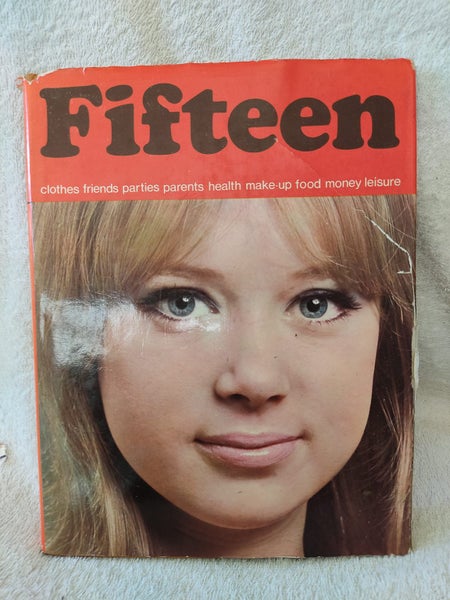 Fifteen
clothes friends parties parents health make-up food money leisure